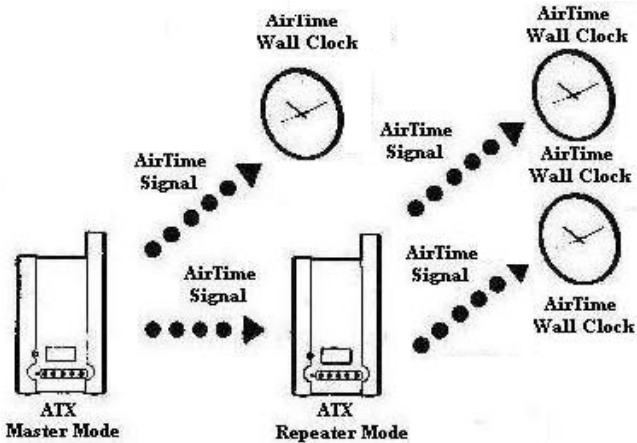 AirTime
Wall Clock
AirTime
Wall Clock
AirTime
Signal
AirTime
Signal
AirTime
Wall Clock
AirTime
Signal
AirTime
Signal
AirTime
Wall Clock
ATX
Master Mode
ATX
Repeater Mode